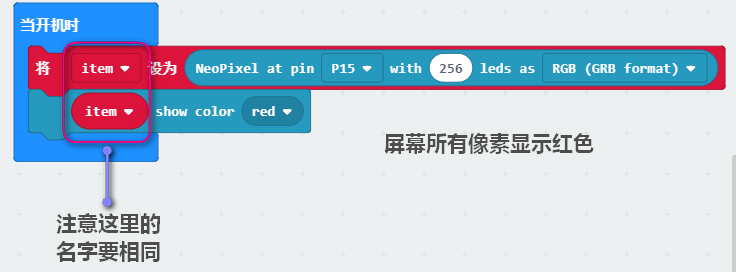 当开机时
将 item 设为 NeoPixel at pin P15 with 256 leds as RGB (GRB format)
item show color red
屏幕所有像素显示红色
注意这里的
名字要相同